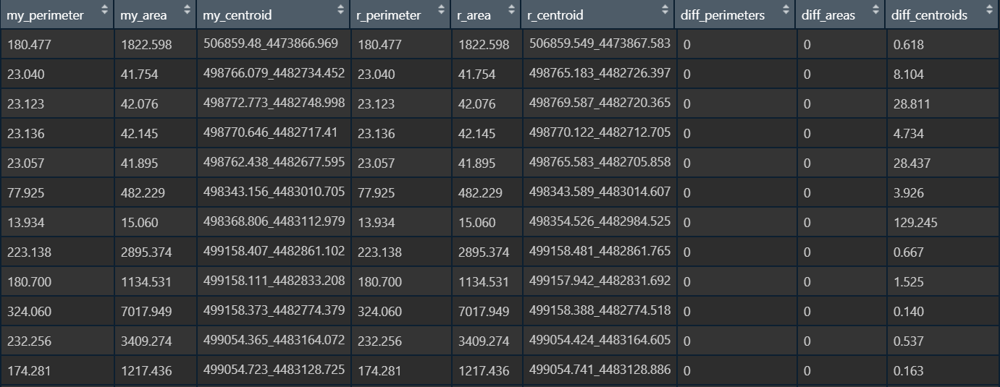 my_perimeter my_area my_centroid r_perimeter r_area r_centroid diff_perimeters diff_areas diff_centroids
180.477 1822.598 506859.48_4473866.969 180.477 1822.598 506859.549_4473867.583 0 0 0.618
23.040 41.754 498766.079_4482734.452 23.040 41.754 498765.183_4482726.397 0 0 8.104
23.123 42.076 498772.773_4482748.998 23.123 42.076 498769.587_4482720.365 0 0 28.811
23.136 42.145 498770.646_4482717.41 23.136 42.145 498770.122_4482712.705 0 0 4.734
23.057 41.895 498762.438_4482677.595 23.057 41.895 498765.583_4482705.858 0 0 28.437
77.925 482.229 498343.156_4483010.705 77.925 482.229 498343.589_4483014.607 0 0 3.926
13.934 15.060 498368.806_4483112.979 13.934 15.060 498354.526_4482984.525 0 0 129.245
223.138 2895.374 499158.407_4482861.102 223.138 2895.374 499158.481_4482861.765 0 0 0.667
180.700 1134.531 499158.111_4482833.208 180.700 1134.531 499157.942_4482831.692 0 0 1.525
324.060 7017.949 499158.373_4482774.379 324.060 7017.949 499158.388_4482774.518 0 0 0.140
232.256 3409.274 499054.365_4483164.072 232.256 3409.274 499054.424_4483164.605 0 0 0.537
174.281 1217.436 499054.723_4483128.725 174.281 1217.436 499054.741_4483128.886 0 0 0.163